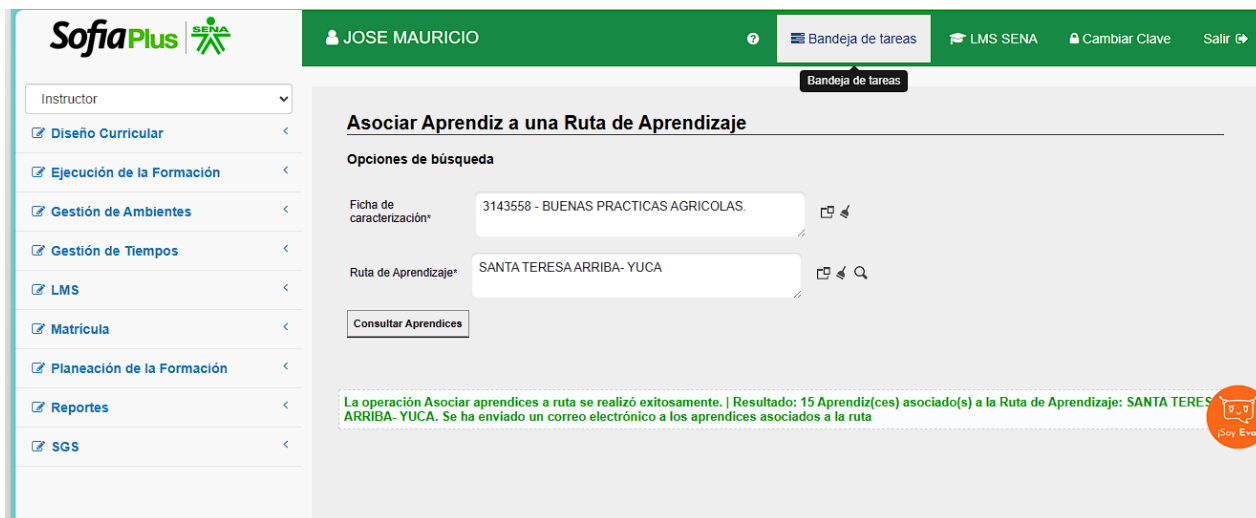 SofiaPlus SENA
JOSE MAURICIO
Bandeja de tareas
LMS SENA
Cambiar Clave
Salir
Bandeja de tareas
Instructor
Diseño Curricular
Ejecución de la Formación
Gestión de Ambientes
Gestión de Tiempos
LMS
Matrícula
Planeación de la Formación
Reportes
SGS
Asociar Aprendiz a una Ruta de Aprendizaje
Opciones de búsqueda
Ficha de
caracterización*
3143558 - BUENAS PRACTICAS AGRICOLAS.
Ruta de Aprendizaje*
SANTA TERESA ARRIBA- YUCA
Consultar Aprendices
La operación Asociar aprendices a ruta se realizó exitosamente. | Resultado: 15 Aprendiz(ces) asociado(s) a la Ruta de Aprendizaje: SANTA TERES
ARRIBA- YUCA. Se ha enviado un correo electrónico a los aprendices asociados a la ruta
¡Soy Evo